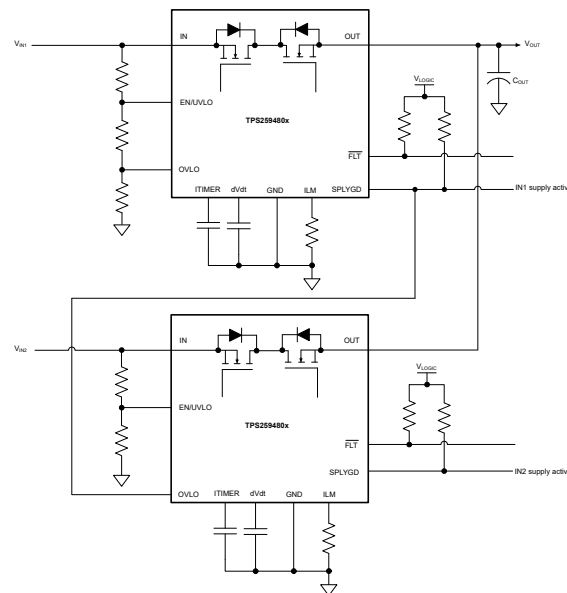 VIN1
IN
OUT
VOUT
COUT
VLOGIC
EN/UVLO
TPS259480x
FLT
OVLO
ITIMER
dVdt
GND
ILM
SPLYGD
IN1 supply activ
VIN2
IN
OUT
VLOGIC
EN/UVLO
TPS259480x
FLT
SPLYGD
IN2 supply activ
OVLO
ITIMER
dVdt
GND
ILM